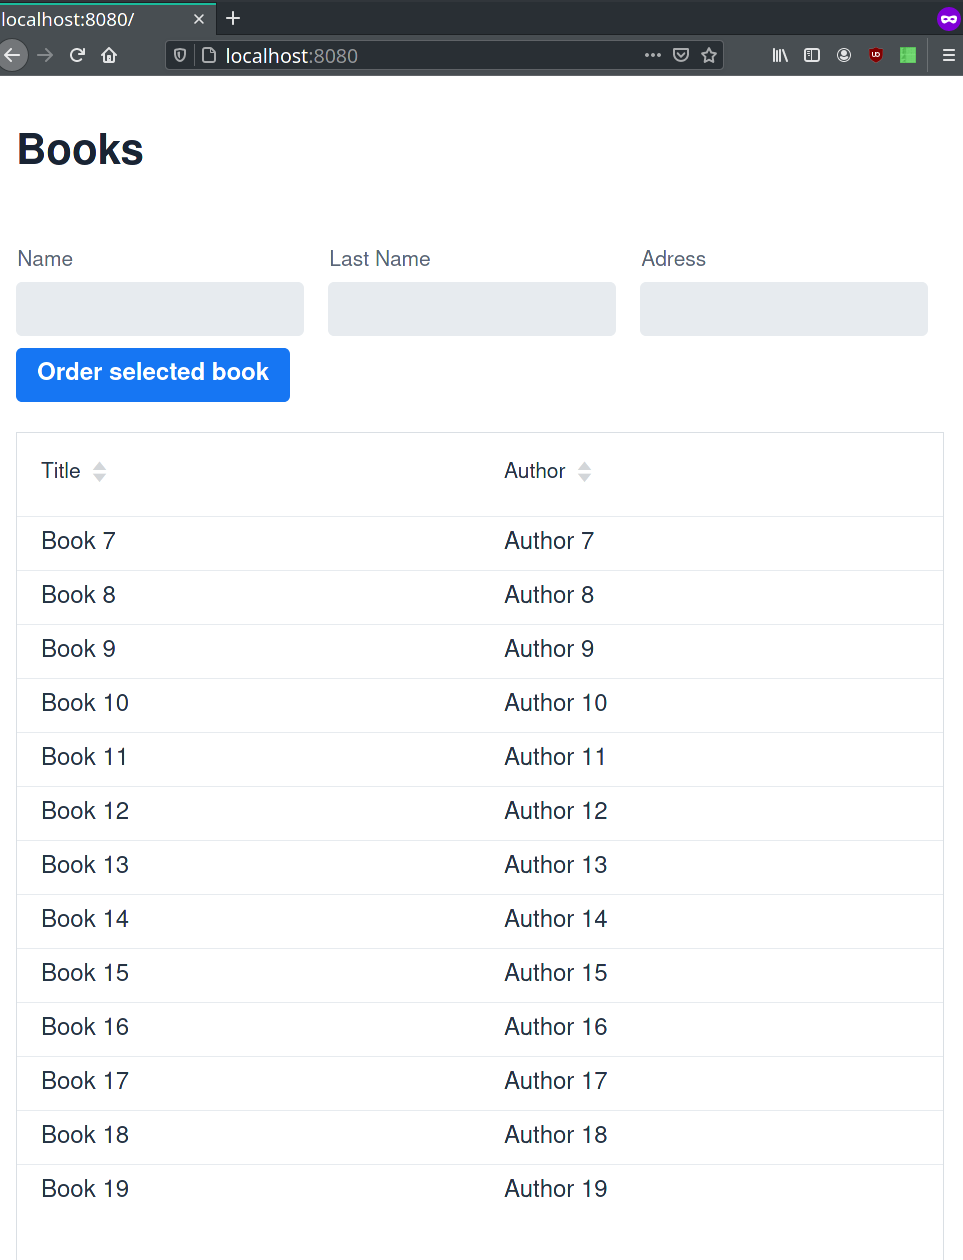 localhost:8080/
localhost:8080
Books
Name Last Name Adress
Order selected book
Title Author
Book 7 Author 7
Book 8 Author 8
Book 9 Author 9
Book 10 Author 10
Book 11 Author 11
Book 12 Author 12
Book 13 Author 13
Book 14 Author 14
Book 15 Author 15
Book 16 Author 16
Book 17 Author 17
Book 18 Author 18
Book 19 Author 19